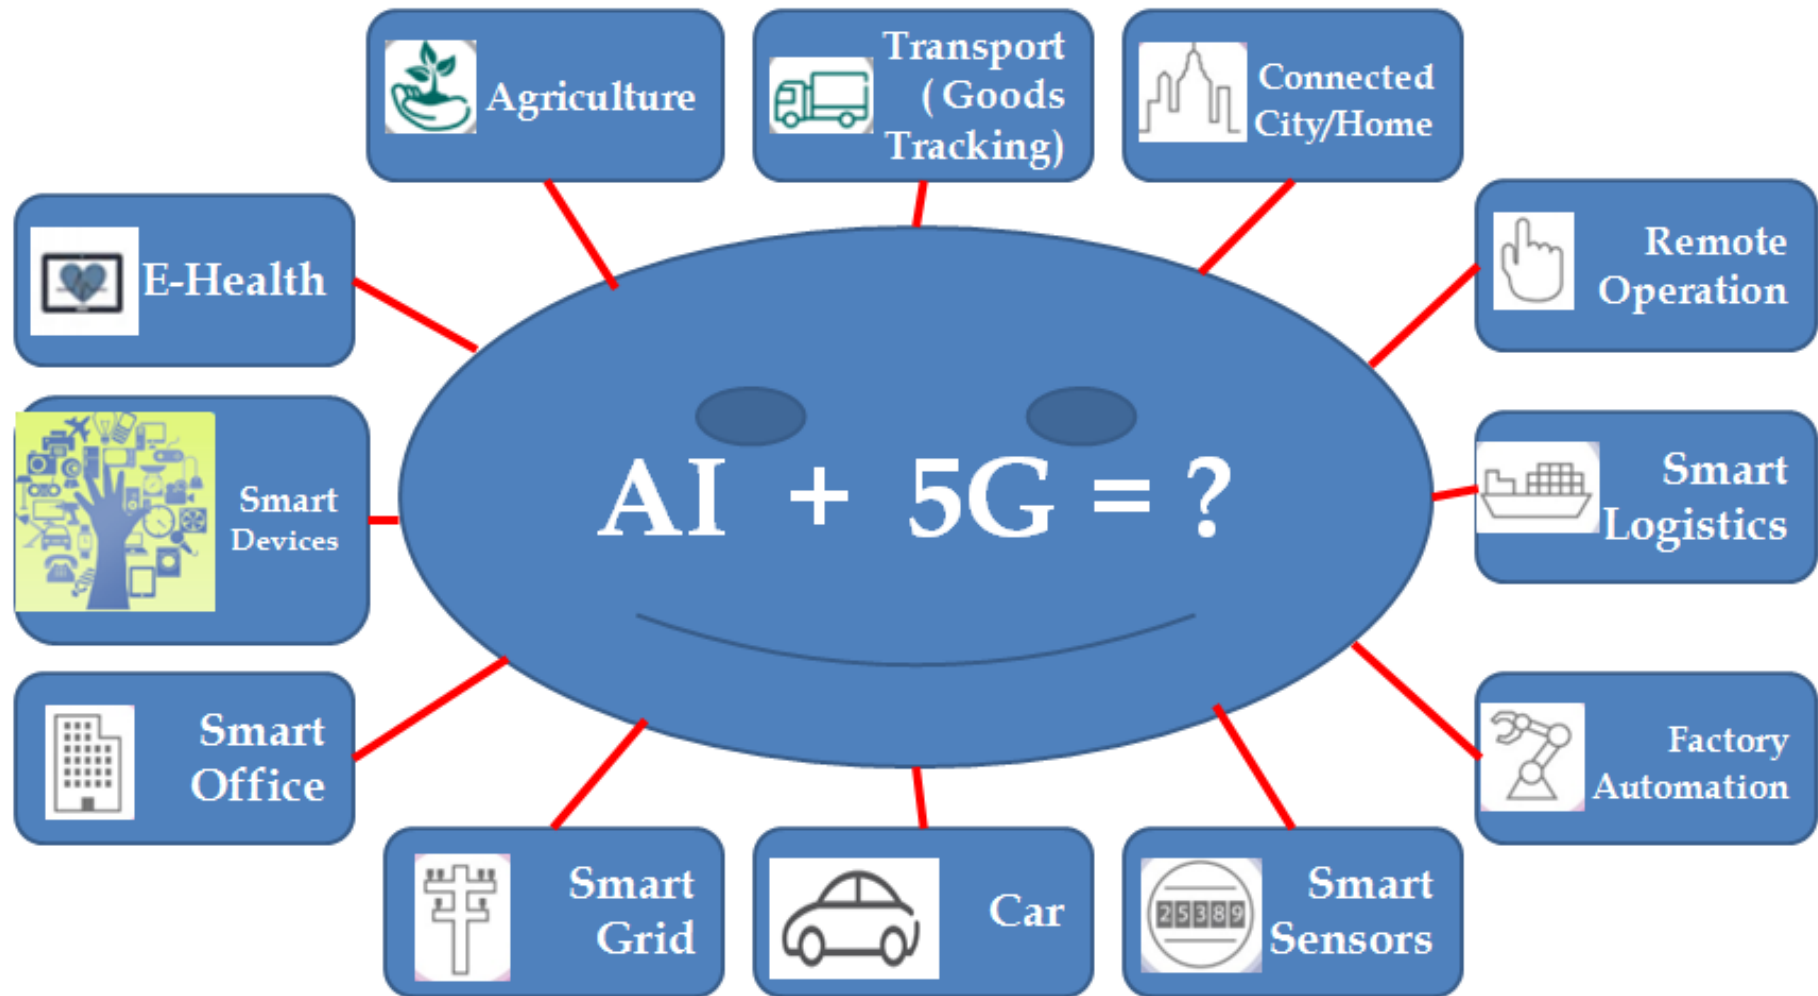 Agriculture
Transport
( Goods
Tracking)
Connected
City/Home
E-Health
Remote
Operation
Smart
Devices
AI + 5G = ?
Smart
Logistics
Smart
Office
Factory
Automation
Smart
Grid
Car
25389
Smart
Sensors